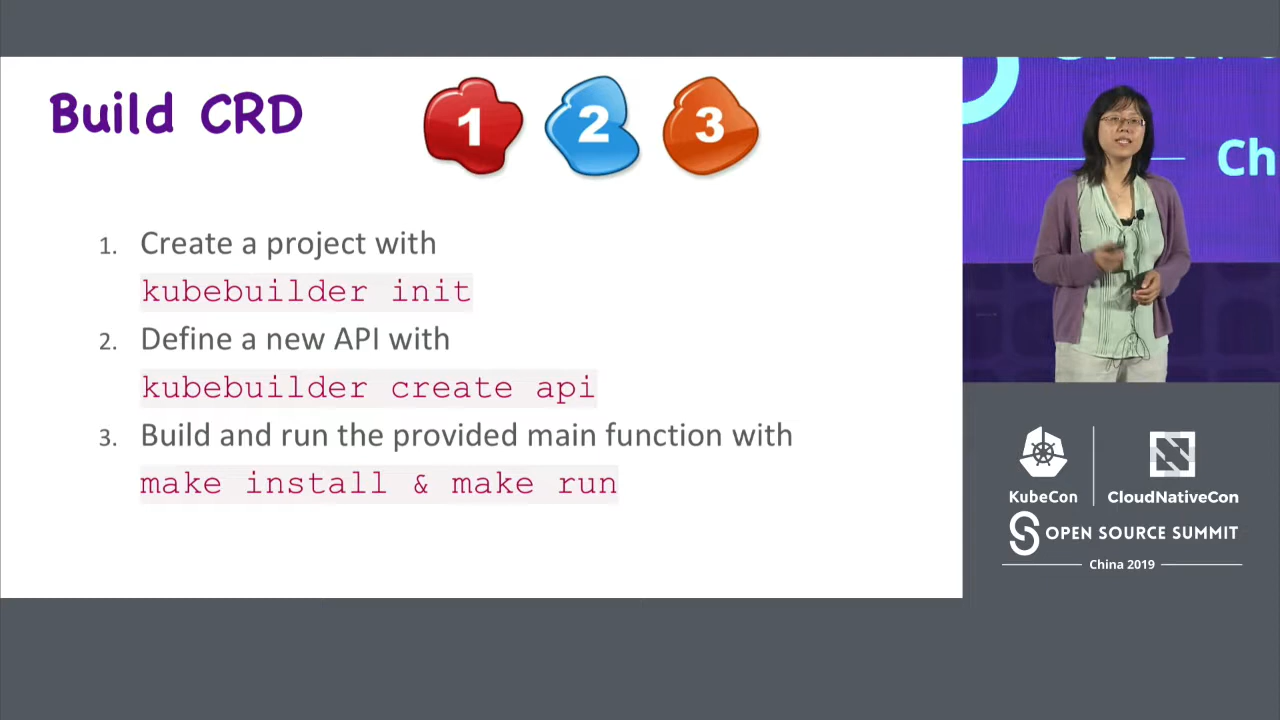 Build CRD
1 2 3
1. Create a project with
kubebuilder init
2. Define a new API with
kubebuilder create api
3. Build and run the provided main function with
make install & make run
Ch
KubeCon
CloudNativeCon
OPEN SOURCE SUMMIT
China 2019